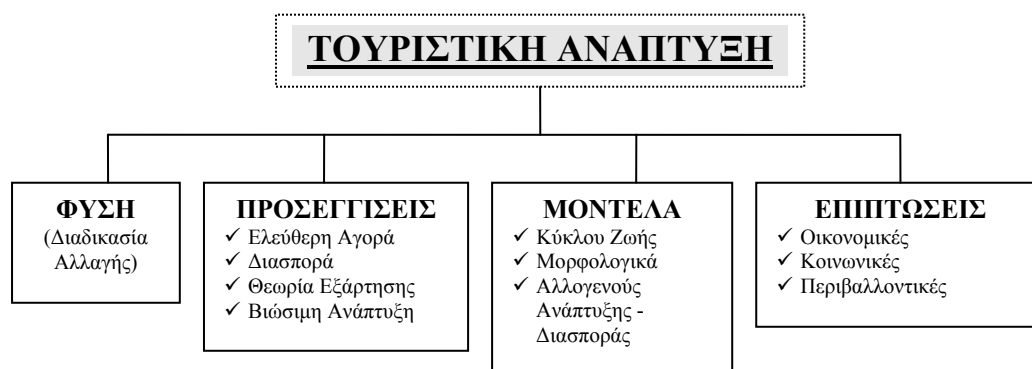 ΤΟΥΡΙΣΤΙΚΗ ΑΝΑΠΤΥΞΗ
ΦΥΣΗ
(Διαδικασία
Αλλαγής)
ΠΡΟΣΕΓΓΙΣΕΙΣ
✓ Ελεύθερη Αγορά
✓ Διασπορά
✓ Θεωρία Εξάρτησης
✓ Βιώσιμη Ανάπτυξη
ΜΟΝΤΕΛΑ
✓ Κύκλου Ζωής
✓ Μορφολογικά
✓ Αλλογενούς
Ανάπτυξης -
Διασποράς
ΕΠΙΠΤΩΣΕΙΣ
✓ Οικονομικές
✓ Κοινωνικές
✓ Περιβαλλοντικές